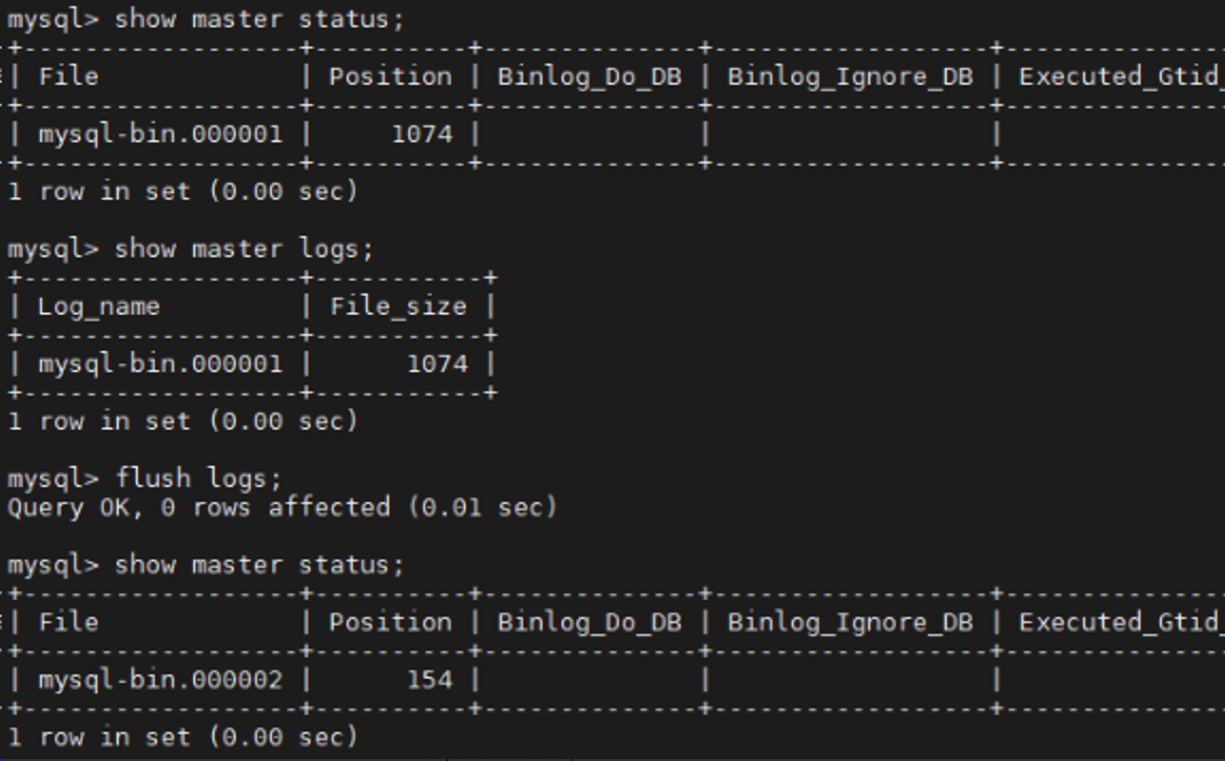 mysql> show master status;
+------------------+----------+--------------+------------------+--------------
| File             | Position | Binlog_Do_DB | Binlog_Ignore_DB | Executed_Gtid_
+------------------+----------+--------------+------------------+--------------
| mysql-bin.000001 |     1074 |              |                  |
+------------------+----------+--------------+------------------+--------------
1 row in set (0.00 sec)

mysql> show master logs;
+------------------+-----------+
| Log_name         | File_size |
+------------------+-----------+
| mysql-bin.000001 |      1074 |
+------------------+-----------+
1 row in set (0.00 sec)

mysql> flush logs;
Query OK, 0 rows affected (0.01 sec)

mysql> show master status;
+------------------+----------+--------------+------------------+--------------
| File             | Position | Binlog_Do_DB | Binlog_Ignore_DB | Executed_Gtid_
+------------------+----------+--------------+------------------+--------------
| mysql-bin.000002 |      154 |              |                  |
+------------------+----------+--------------+------------------+--------------
1 row in set (0.00 sec)